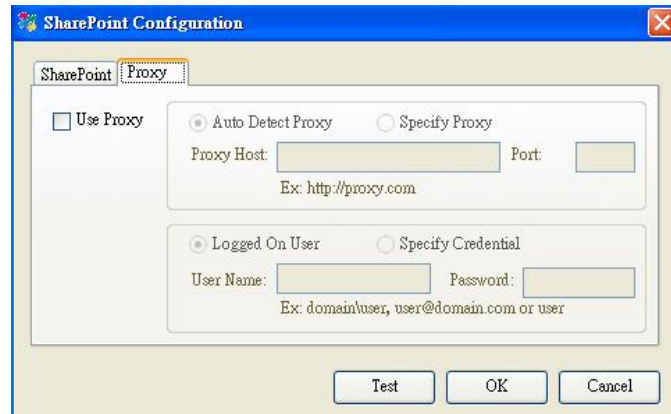 SharePoint Configuration
SharePoint Proxy
Use Proxy
Auto Detect Proxy Specify Proxy
Proxy Host: Port:
Ex: http://proxy.com
Logged On User Specify Credential
User Name: Password:
Ex: domain\user, user@domain.com or user
Test OK Cancel